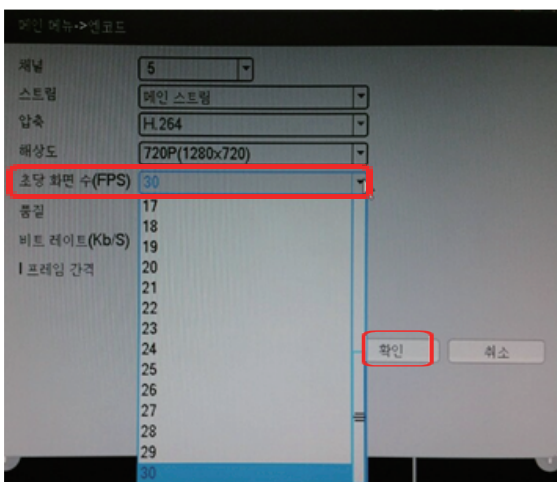 메인 메뉴->엔코드
채널 5
스트림 메인 스트림
압축 H.264
해상도 720P(1280x720)
초당 화면 수(FPS) 30
품질 17
18
비트 레이트(Kb/S) 19
I 프레임 간격 20
21
22
23
24
확인 취소
25
26
27
28
29
30